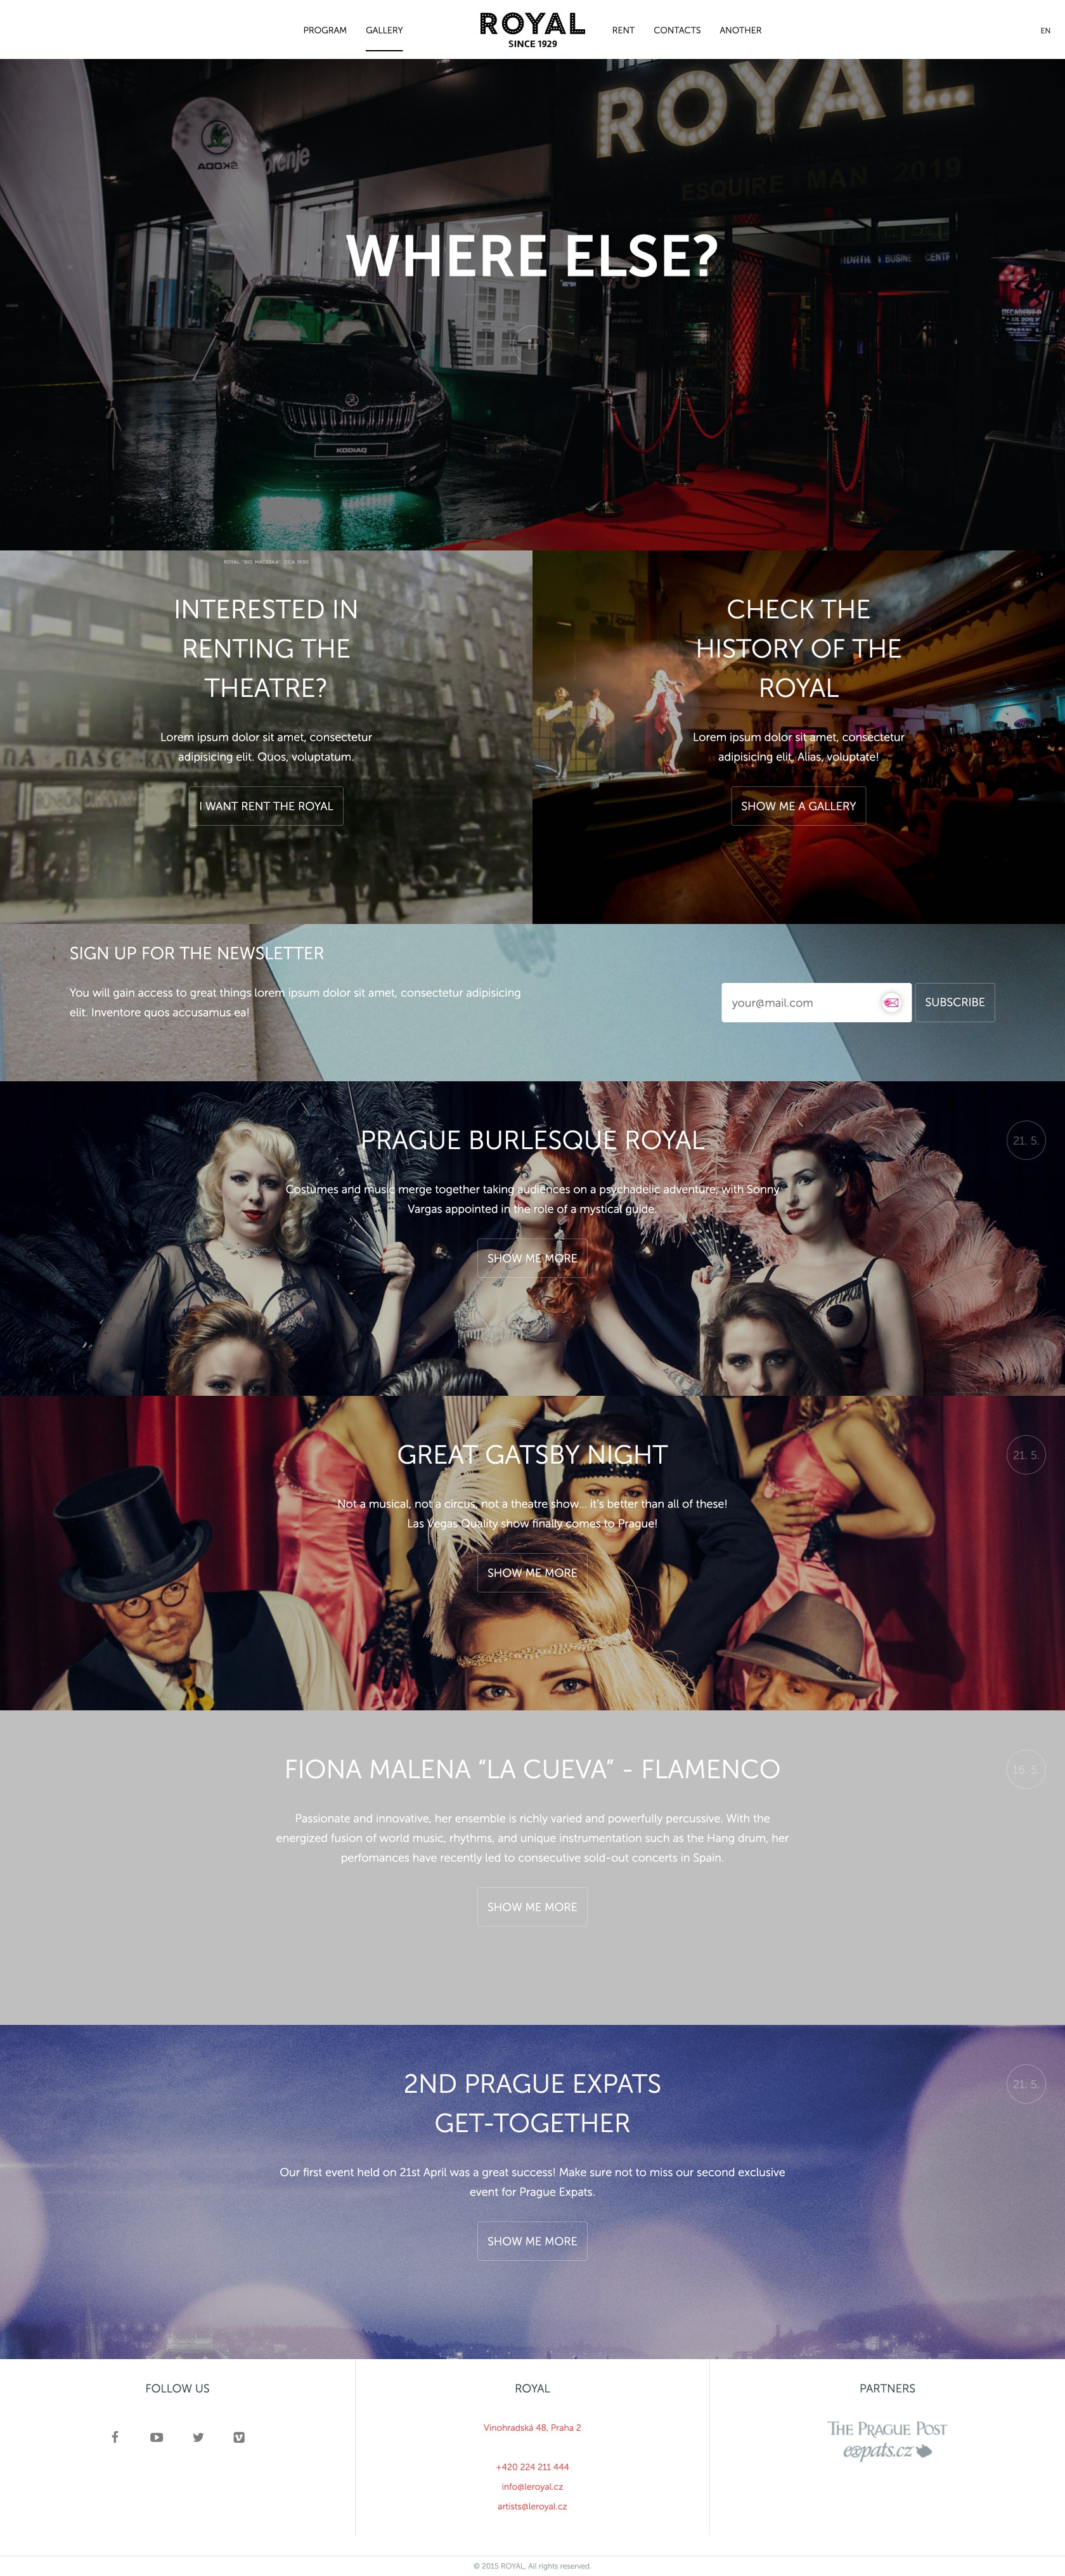 PROGRAM GALLERY ROYAL RENT CONTACTS ANOTHER EN
SINCE 1929
ROYAL
ESQUIRE MAN 2019
ŠKODA
gorenje
WHERE ELSE?
KODIAQ
INTERESTED IN
RENTING THE
THEATRE?
Lorem ipsum dolor sit amet, consectetur
adipisicing elit. Quos, voluptatum.
I WANT RENT THE ROYAL
CHECK THE
HISTORY OF THE
ROYAL
Lorem ipsum dolor sit amet, consectetur
adipisicing elit. Alias, voluptate!
SHOW ME A GALLERY
SIGN UP FOR THE NEWSLETTER
You will gain access to great things lorem ipsum dolor sit amet, consectetur adipisicing
elit. Inventore quos accusamus ea!
your@mail.com
SUBSCRIBE
PRAGUE BURLESQUE ROYAL
21. 5.
Costumes and music merge together taking audiences on a psychadelic adventure, with Sonny
Vargas appointed in the role of a mystical guide.
SHOW ME MORE
GREAT GATSBY NIGHT
21. 5.
Not a musical, not a circus, not a theatre show... it's better than all of these!
Las Vegas Quality show finally comes to Prague!
SHOW ME MORE
FIONA MALENA “LA CUEVA” - FLAMENCO
16. 5.
Passionate and innovative, her ensemble is richly varied and powerfully percussive. With the
energized fusion of world music, rhythms, and unique instrumentation such as the Hang drum, her
perfomances have recently led to consecutive sold-out concerts in Spain.
SHOW ME MORE
2ND PRAGUE EXPATS
GET-TOGETHER
21. 5.
Our first event held on 21st April was a great success! Make sure not to miss our second exclusive
event for Prague Expats.
SHOW ME MORE
FOLLOW US
ROYAL
Vinohradská 48, Praha 2
+420 224 211 444
info@leroyal.cz
artists@leroyal.cz
PARTNERS
THE PRAGUE POST
expats.cz
© 2015 ROYAL, All rights reserved.